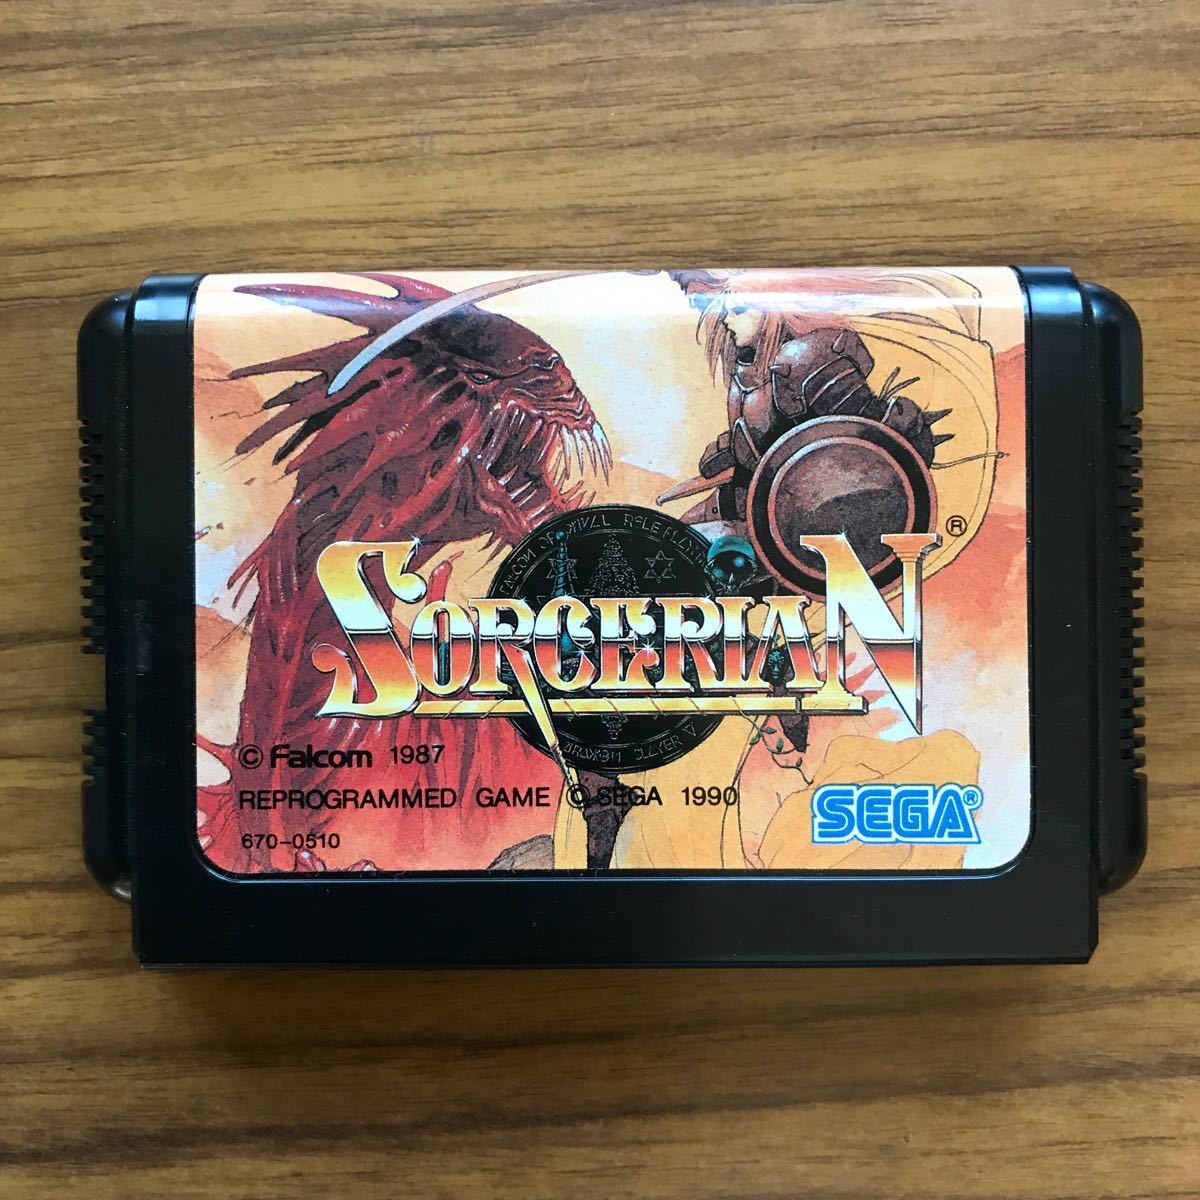 SORCERIAN ®
© Falcom 1987
REPROGRAMMED GAME © SEGA 1990
670-0510
SEGA®